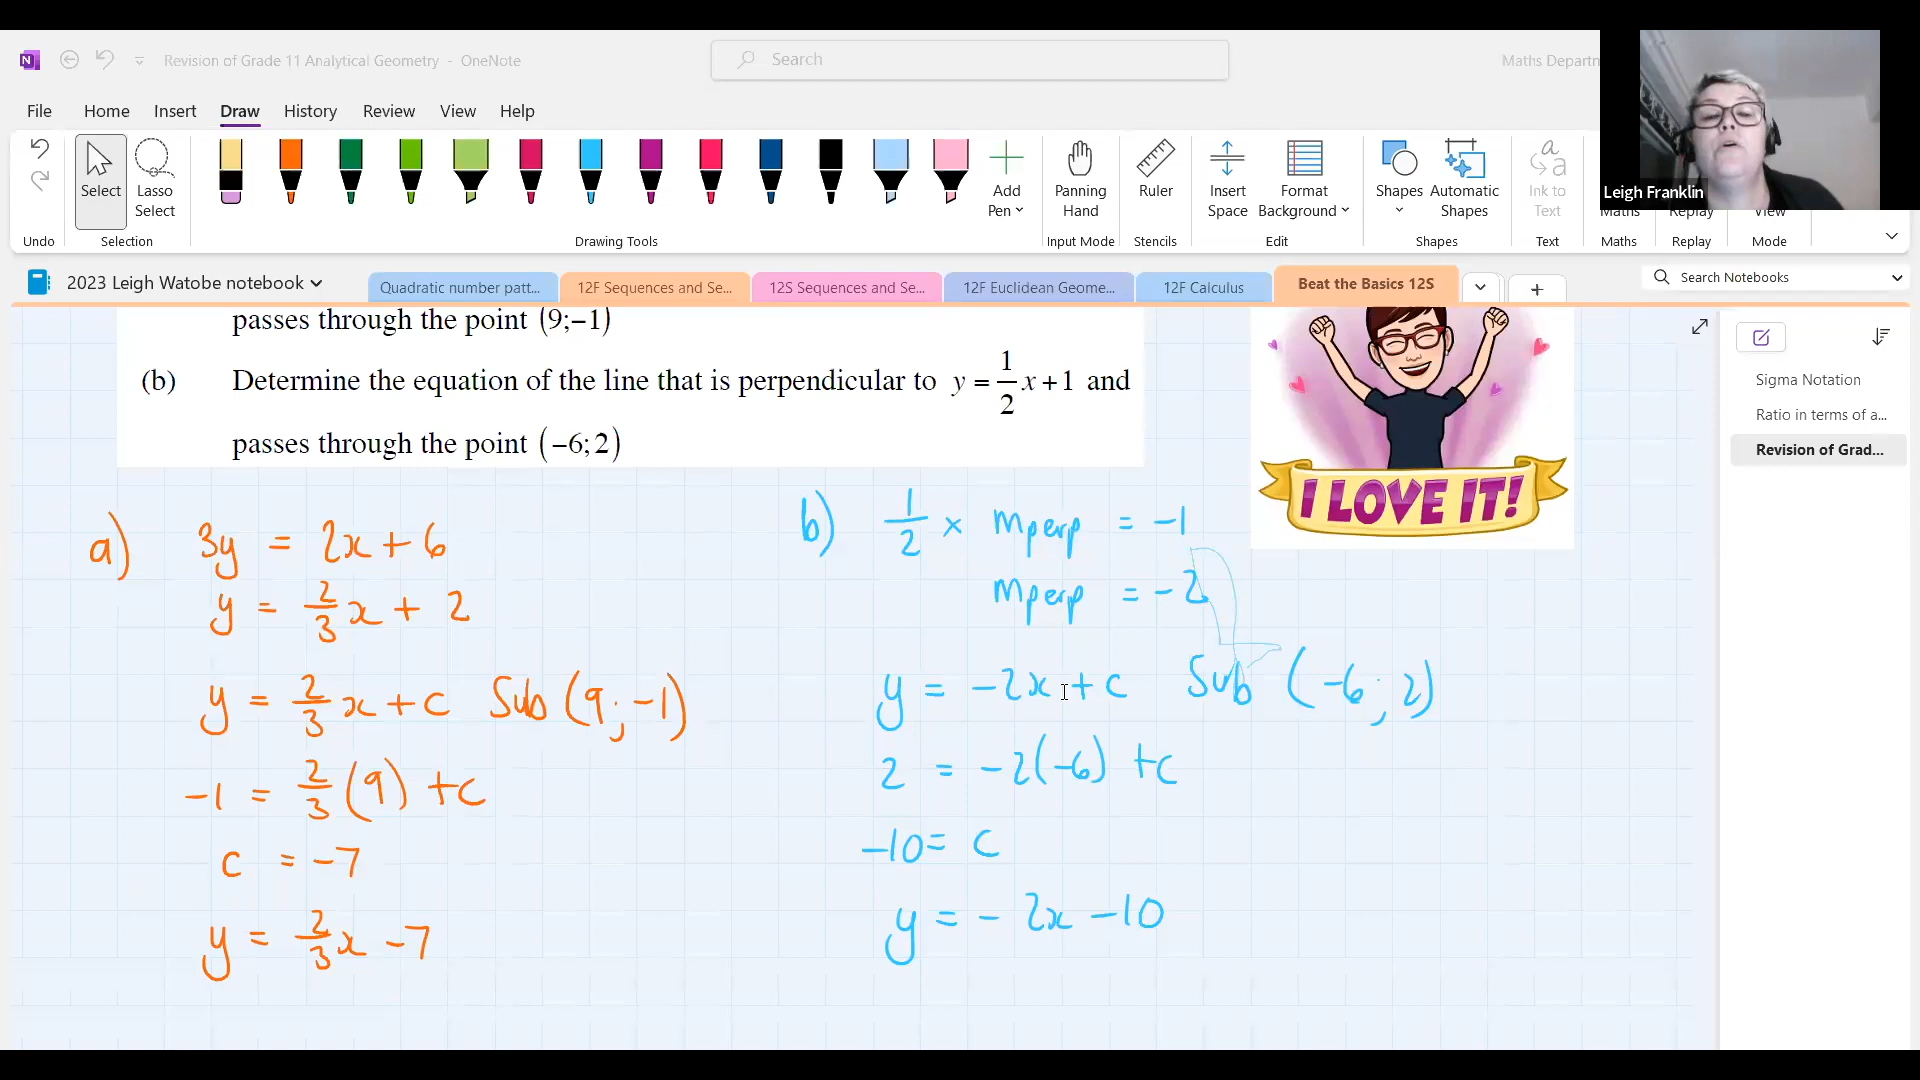 Revision of Grade 11 Analytical Geometry - OneNote
Search
Maths Departn
Leigh Franklin
File Home Insert Draw History Review View Help
Select
Lasso Select
Add Pen
Panning Hand
Ruler
Insert Space
Format Background
Shapes
Automatic Shapes
Ink to Text
Maths
Replay
View
Undo
Selection
Drawing Tools
Input Mode
Stencils
Edit
Shapes
Text
Maths
Replay
Mode
2023 Leigh Watobe notebook
Quadratic number patt...
12F Sequences and Se...
12S Sequences and Se...
12F Euclidean Geome...
12F Calculus
Beat the Basics 12S
Search Notebooks
passes through the point (9;−1)
(b) Determine the equation of the line that is perpendicular to y = 1/2 x + 1 and
passes through the point (−6;2)
I LOVE IT!
Sigma Notation
Ratio in terms of a...
Revision of Grad...
a) 3y = 2x + 6
y = 2/3 x + 2
y = 2/3 x + c Sub (9; -1)
-1 = 2/3 (9) + c
c = -7
y = 2/3 x - 7
b) 1/2 × mperp = -1
mperp = -2
y = -2x + c Sub (-6; 2)
2 = -2(-6) + c
-10 = c
y = -2x - 10